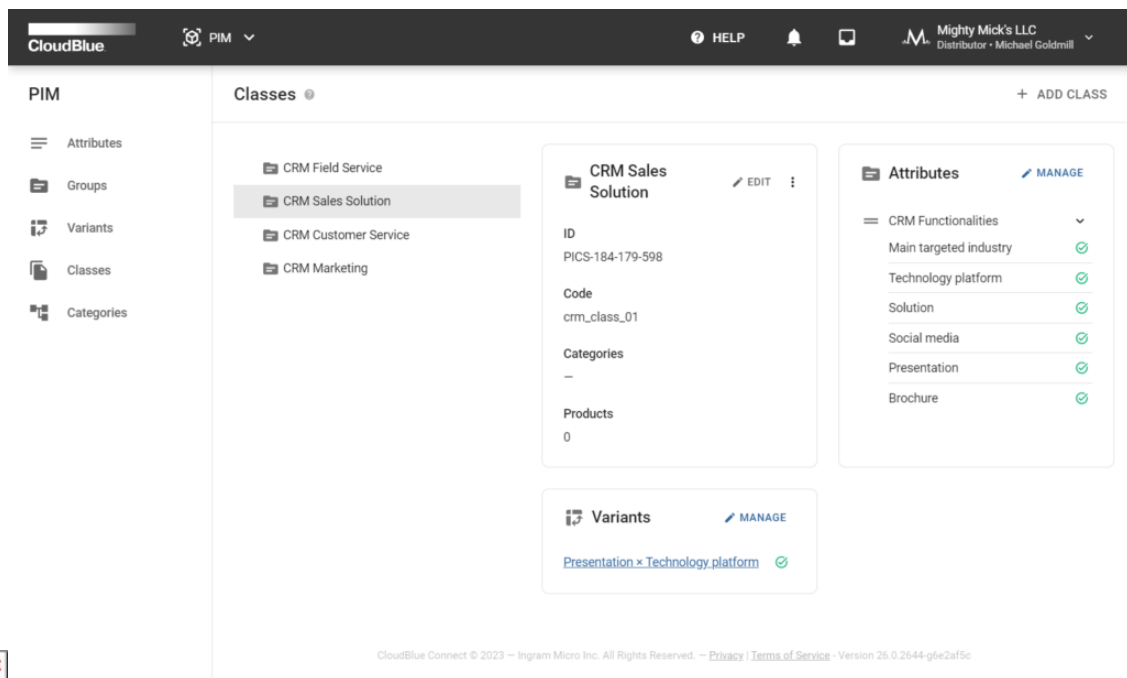 CloudBlue
PIM
HELP
Mighty Mick's LLC
Distributor • Michael Goldmill
PIM
Attributes
Groups
Variants
Classes
Categories
Classes
+ ADD CLASS
CRM Field Service
CRM Sales Solution
CRM Customer Service
CRM Marketing
CRM Sales
Solution
EDIT
ID
PICS-184-179-598
Code
crm_class_01
Categories
—
Products
0
Attributes
MANAGE
CRM Functionalities
Main targeted industry
Technology platform
Solution
Social media
Presentation
Brochure
Variants
MANAGE
Presentation × Technology platform
CloudBlue Connect © 2023 — Ingram Micro Inc. All Rights Reserved. — Privacy | Terms of Service - Version 26.0.2644-g6e2af5c